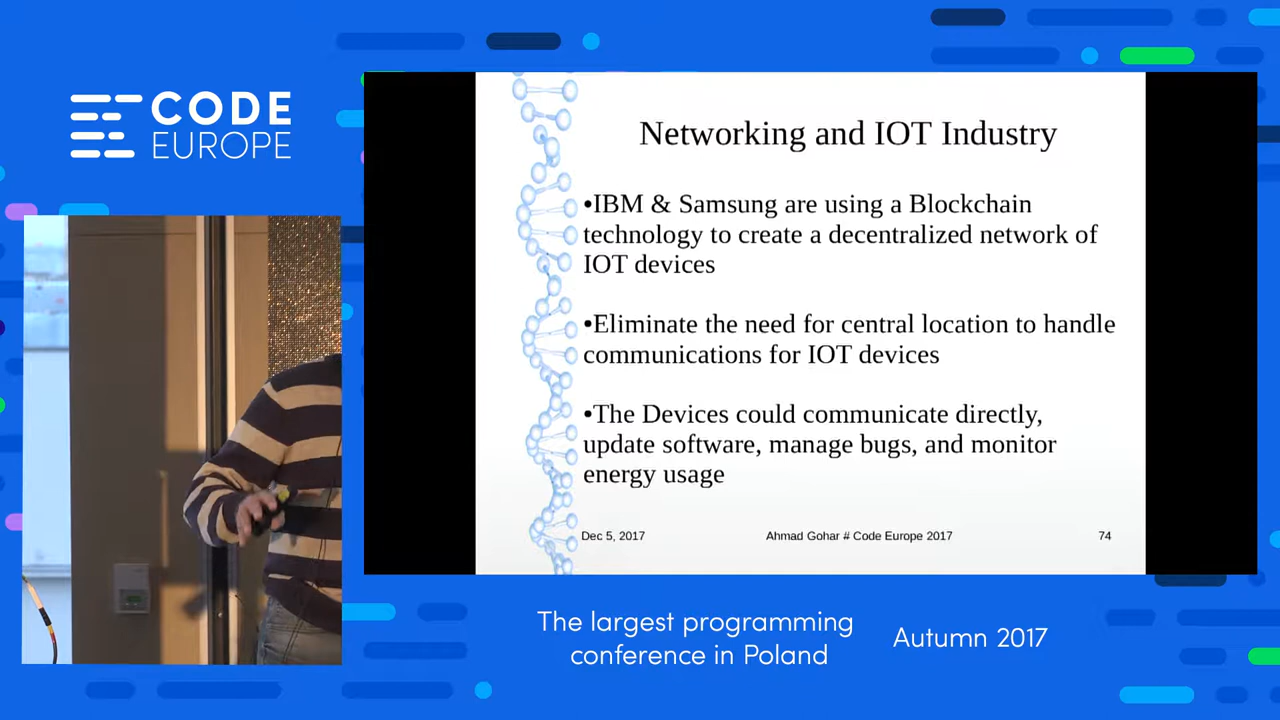 CODE
EUROPE
Networking and IOT Industry
•IBM & Samsung are using a Blockchain
technology to create a decentralized network of
IOT devices
•Eliminate the need for central location to handle
communications for IOT devices
•The Devices could communicate directly,
update software, manage bugs, and monitor
energy usage
Dec 5, 2017
Ahmad Gohar # Code Europe 2017
74
The largest programming
conference in Poland
Autumn 2017